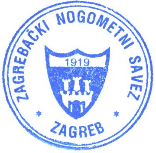 ZAGREBAČKI NOGOMETNI SAVEZ
1919
* ZAGREB *